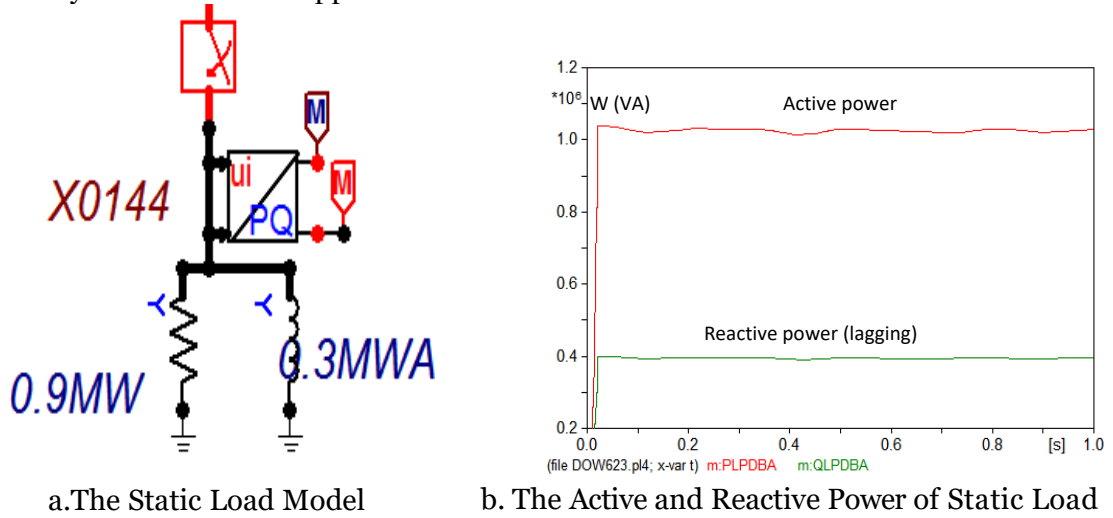 M
ui
M
X0144
PQ
0.9MW
0.3MWA
a.The Static Load Model
1.2
*10⁶
W (VA)
Active power
1.0
0.8
0.6
Reactive power (lagging)
0.4
0.2
0.0 0.2 0.4 0.6 0.8 [s] 1.0
(file DOW623.pl4; x-var t) m:PLPDBA m:QLPDBA
b. The Active and Reactive Power of Static Load